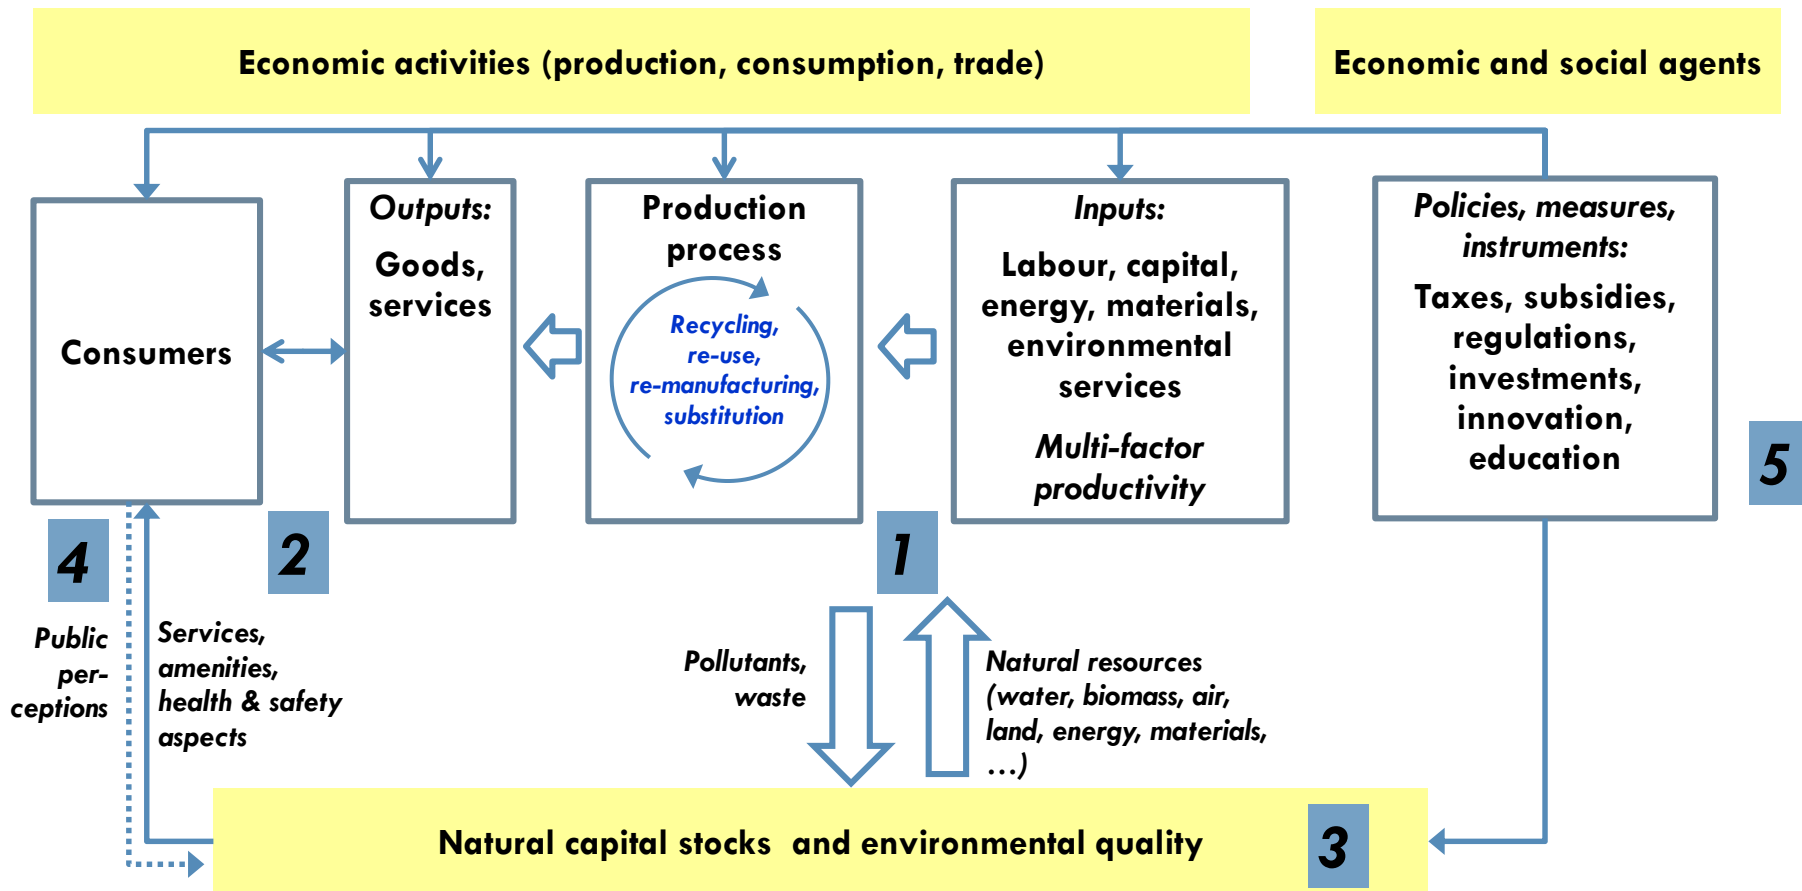 Economic activities (production, consumption, trade)
Economic and social agents
Consumers
Outputs:
Goods,
services
Production
process
Recycling,
re-use,
re-manufacturing,
substitution
Inputs:
Labour, capital,
energy, materials,
environmental
services
Multi-factor
productivity
Policies, measures,
instruments:
Taxes, subsidies,
regulations,
investments,
innovation,
education
5
4
2
1
Public
per-
ceptions
Services,
amenities,
health & safety
aspects
Pollutants,
waste
Natural resources
(water, biomass, air,
land, energy, materials,
…)
Natural capital stocks and environmental quality
3